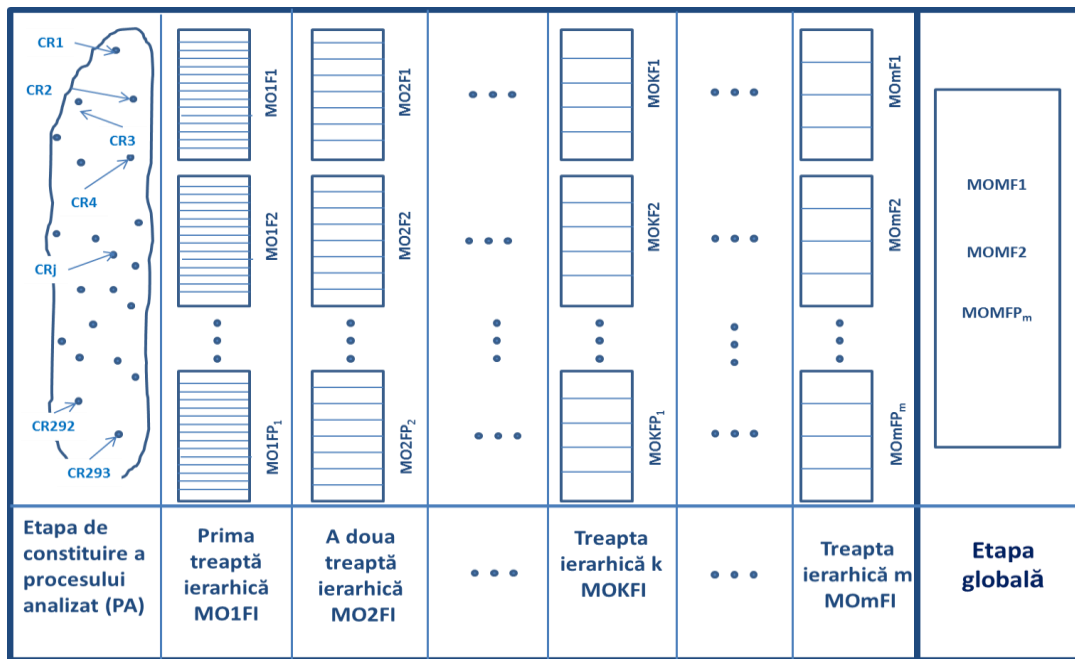 CR1
CR2
CR3
CR4
CRj
CR292
CR293
MO1F1
MO1F2
MO1FP₁
MO2F1
MO2F2
MO2FP₂
MOKF1
MOKF2
MOKFP₁
MOmF1
MOmF2
MOmFPₘ
MOMF1
MOMF2
MOMFPₘ
Etapa de
constituire a
procesului
analizat (PA)
Prima
treaptă
ierarhică
MO1FI
A doua
treaptă
ierarhică
MO2FI
Treapta
ierarhică k
MOKFI
Treapta
ierarhică m
MOmFI
Etapa
globală